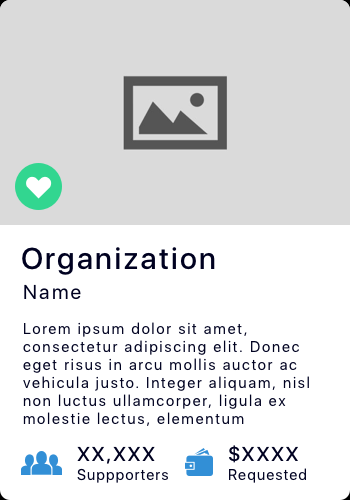 Organization
Name
Lorem ipsum dolor sit amet,
consectetur adipiscing elit. Donec
eget risus in arcu mollis auctor ac
vehicula justo. Integer aliquam, nisl
non luctus ullamcorper, ligula ex
molestie lectus, elementum
XX,XXX $XXXX
Suppporters Requested